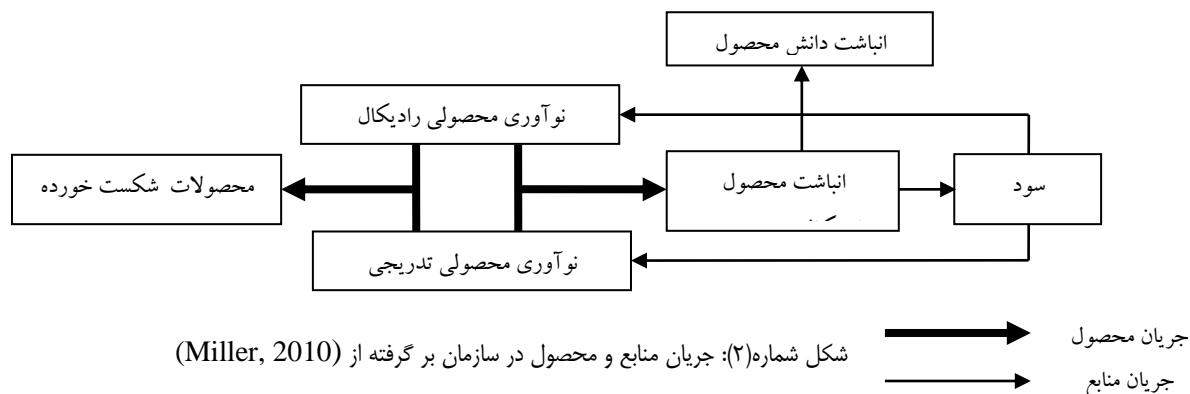 انباشت دانش محصول
نوآوری محصولی رادیکال
محصولات شکست خورده
انباشت محصول
سود
نوآوری محصولی تدریجی
جریان محصول
شکل شماره(۲): جریان منابع و محصول در سازمان بر گرفته از (Miller, 2010)
جریان منابع